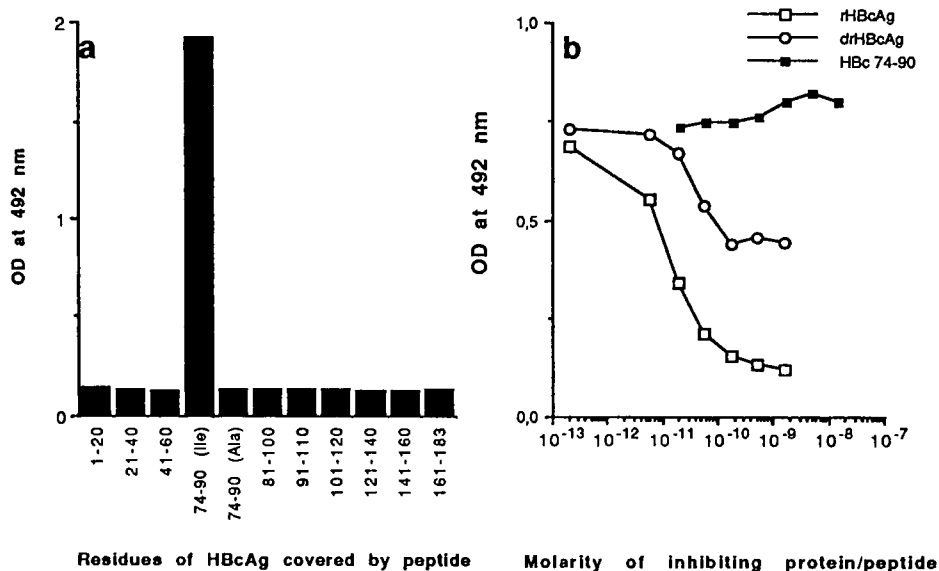 a
2
1
0
OD at 492 nm
1-20
21-40
41-60
74-90 (Ile)
74-90 (Ala)
81-100
91-110
101-120
121-140
141-160
161-183
Residues of HBcAg covered by peptide
b
rHBcAg
drHBcAg
HBc 74-90
1,0
0,5
0,0
OD at 492 nm
10-13
10-12
10-11
10-10
10-9
10-8
10-7
Molarity of inhibiting protein/peptide